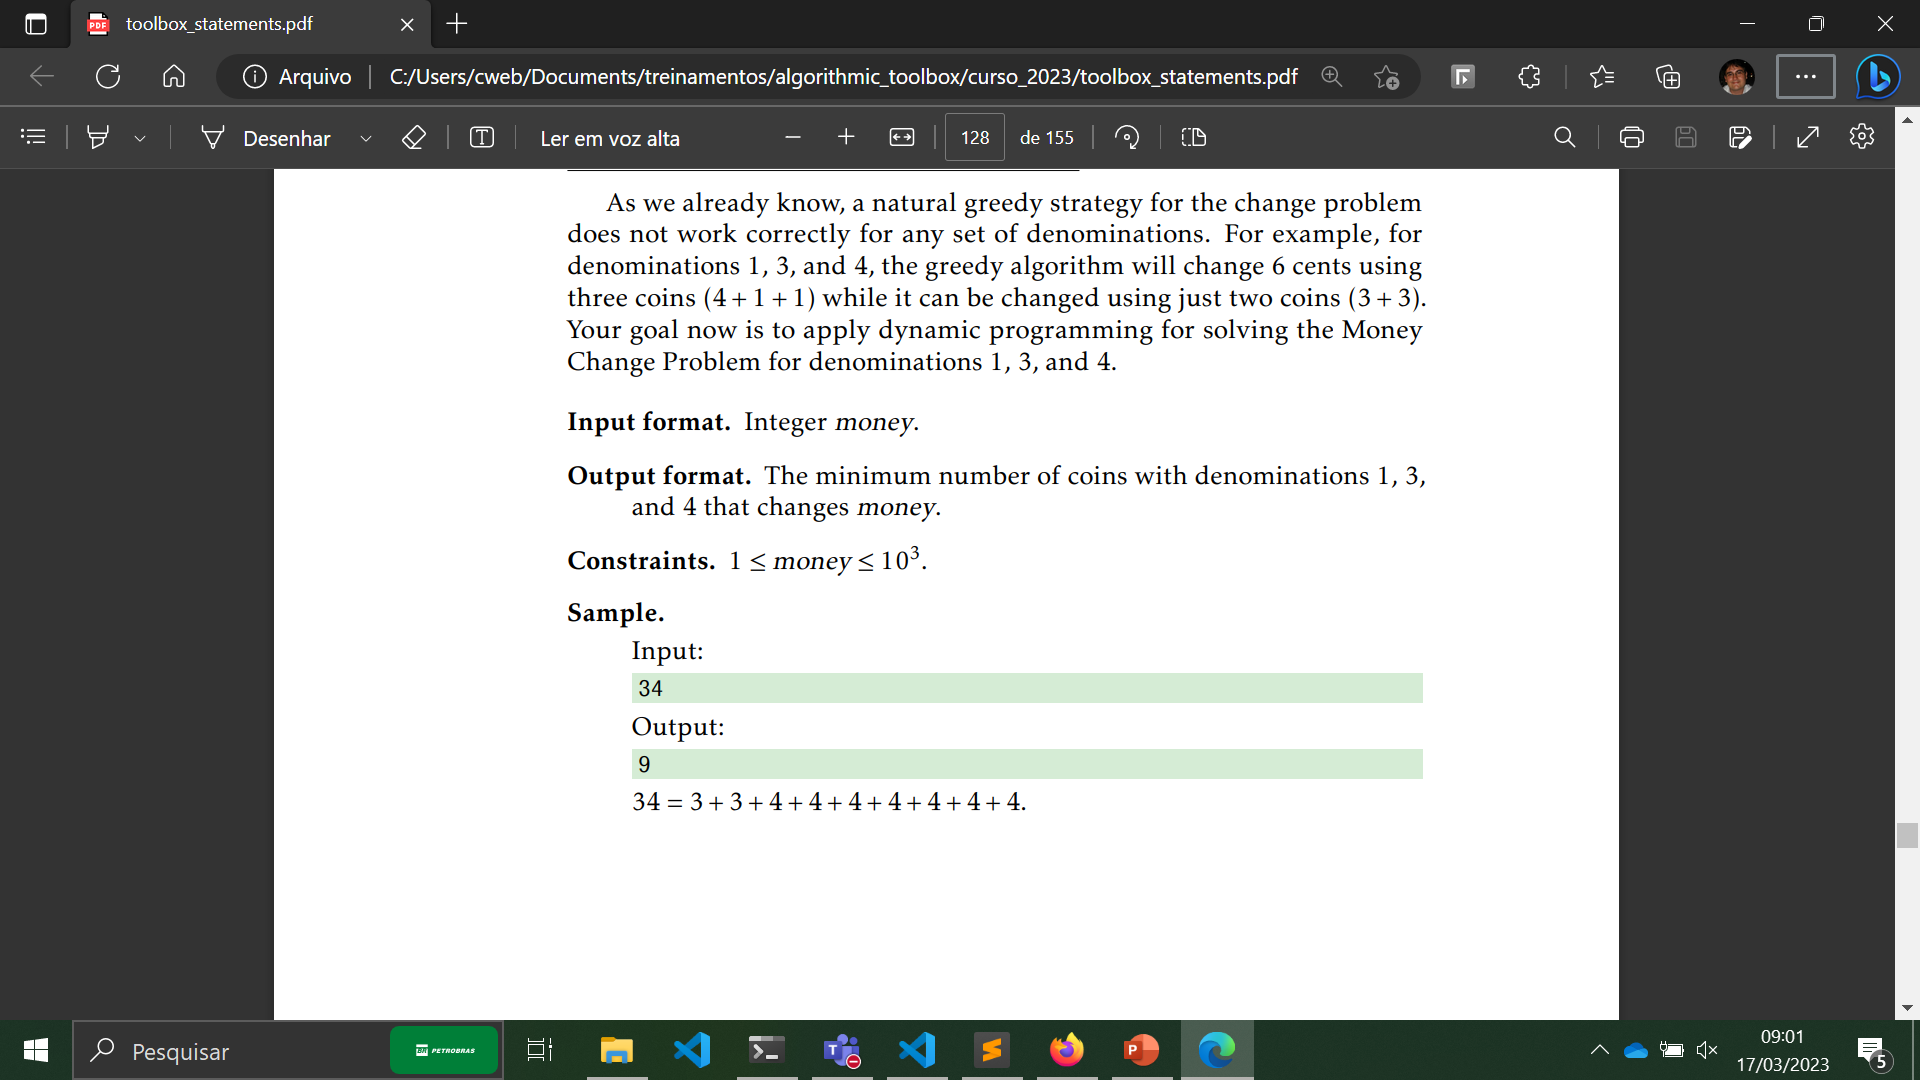 toolbox_statements.pdf
Arquivo
C:/Users/cweb/Documents/treinamentos/algorithmic_toolbox/curso_2023/toolbox_statements.pdf
Desenhar
Ler em voz alta
128
de 155
As we already know, a natural greedy strategy for the change problem
does not work correctly for any set of denominations. For example, for
denominations 1, 3, and 4, the greedy algorithm will change 6 cents using
three coins (4 + 1 + 1) while it can be changed using just two coins (3 + 3).
Your goal now is to apply dynamic programming for solving the Money
Change Problem for denominations 1, 3, and 4.
Input format. Integer money.
Output format. The minimum number of coins with denominations 1, 3,
and 4 that changes money.
Constraints. 1 ≤ money ≤ 10³.
Sample.
Input:
34
Output:
9
34 = 3 + 3 + 4 + 4 + 4 + 4 + 4 + 4 + 4.
Pesquisar
BR PETROBRAS
09:01
17/03/2023
5